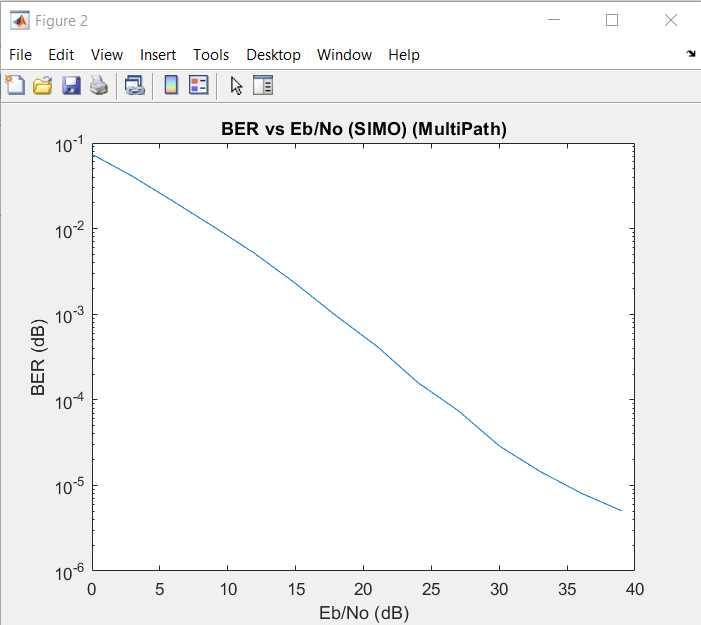 Figure 2
File Edit View Insert Tools Desktop Window Help
BER vs Eb/No (SIMO) (MultiPath)
10^-1
10^-2
10^-3
10^-4
10^-5
10^-6
BER (dB)
0 5 10 15 20 25 30 35 40
Eb/No (dB)